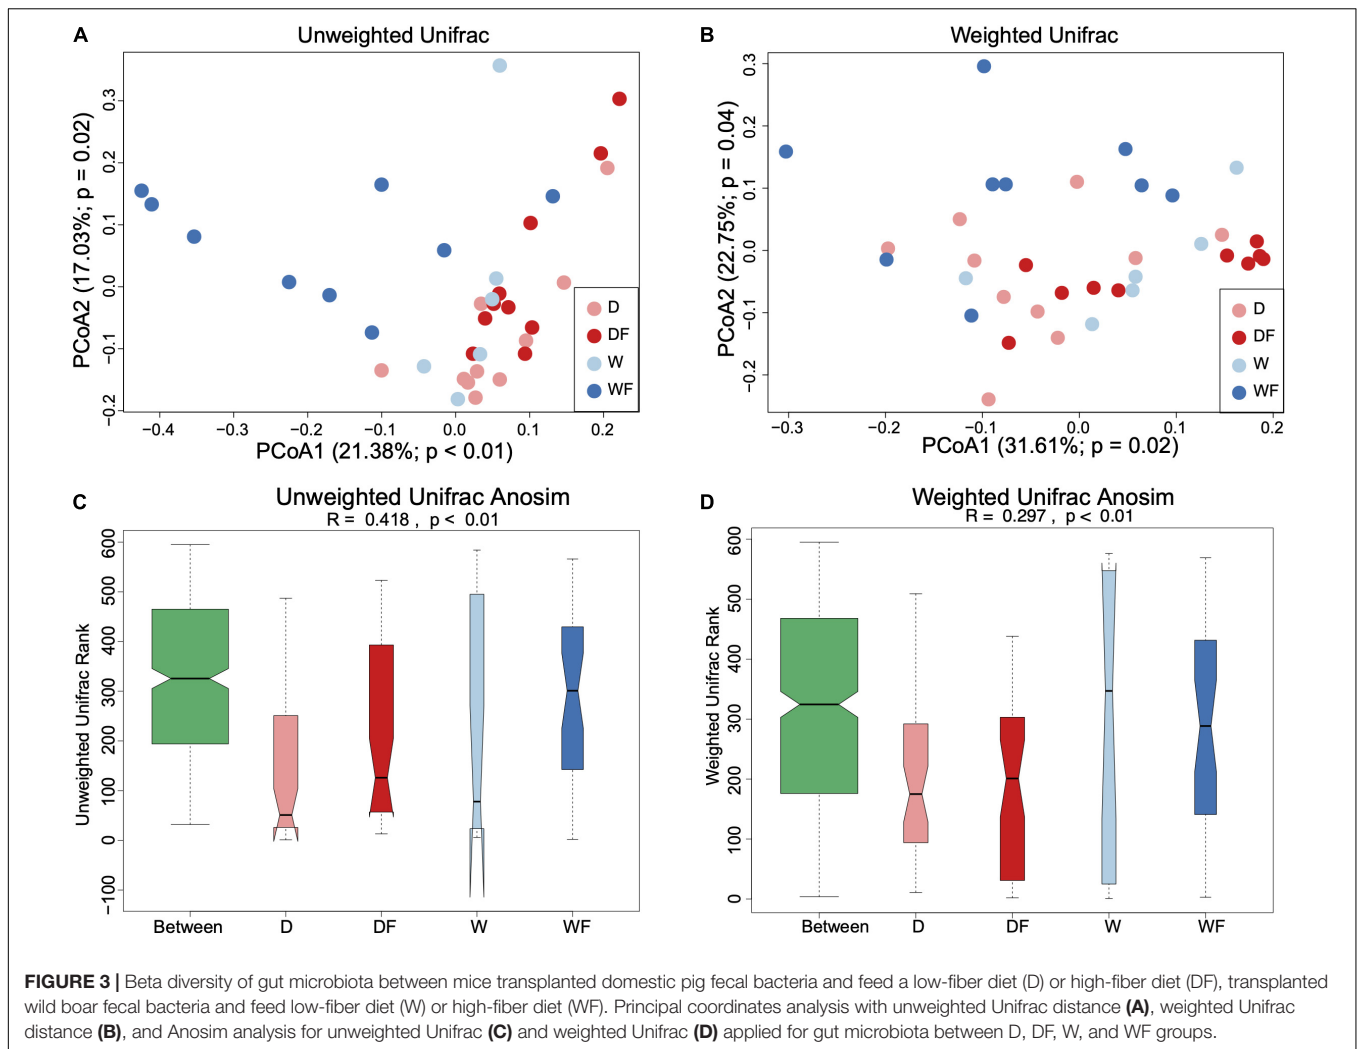 A
Unweighted Unifrac
PCoA2 (17.03%; p = 0.02)
0.3
0.2
0.1
0.0
−0.1
−0.2
−0.4
−0.3
−0.2
−0.1
0.0
0.1
0.2
PCoA1 (21.38%; p < 0.01)
D
DF
W
WF
B
Weighted Unifrac
PCoA2 (22.75%; p = 0.04)
0.3
0.2
0.1
0.0
−0.1
−0.2
−0.3
−0.2
−0.1
0.0
0.1
0.2
PCoA1 (31.61%; p = 0.02)
D
DF
W
WF
C
Unweighted Unifrac Anosim
R = 0.418 , p < 0.01
Unweighted Unifrac Rank
600
500
400
300
200
100
0
−100
Between
D
DF
W
WF
D
Weighted Unifrac Anosim
R = 0.297 , p < 0.01
Weighted Unifrac Rank
600
500
400
300
200
100
0
Between
D
DF
W
WF
FIGURE 3 | Beta diversity of gut microbiota between mice transplanted domestic pig fecal bacteria and feed a low-fiber diet (D) or high-fiber diet (DF), transplanted
wild boar fecal bacteria and feed low-fiber diet (W) or high-fiber diet (WF). Principal coordinates analysis with unweighted Unifrac distance (A), weighted Unifrac
distance (B), and Anosim analysis for unweighted Unifrac (C) and weighted Unifrac (D) applied for gut microbiota between D, DF, W, and WF groups.